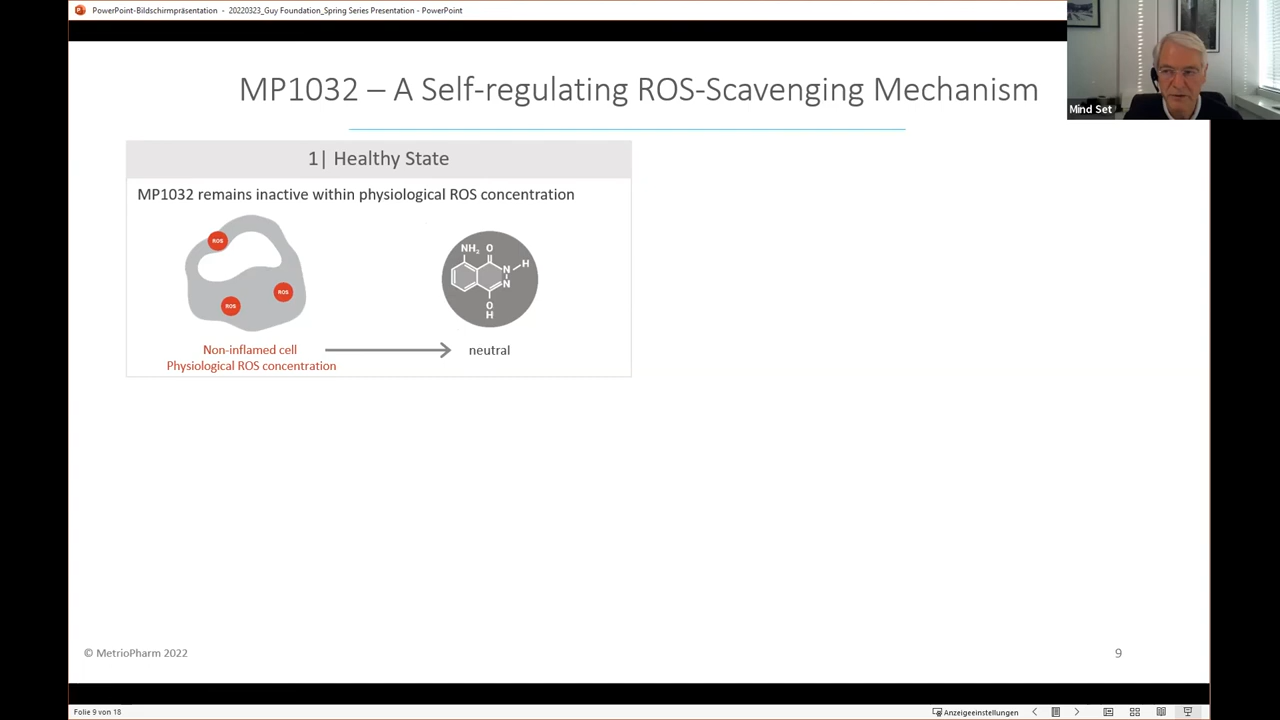 PowerPoint-Bildschirmpräsentation - 20220323_Guy Foundation_Spring Series Presentation - PowerPoint
Mind Set
MP1032 – A Self-regulating ROS-Scavenging Mechanism
1| Healthy State
MP1032 remains inactive within physiological ROS concentration
ROS
ROS
ROS
NH2 O
N H
N
O
H
Non-inflamed cell
Physiological ROS concentration
neutral
© MetrioPharm 2022
9
Folie 9 von 18
Anzeigeeinstellungen